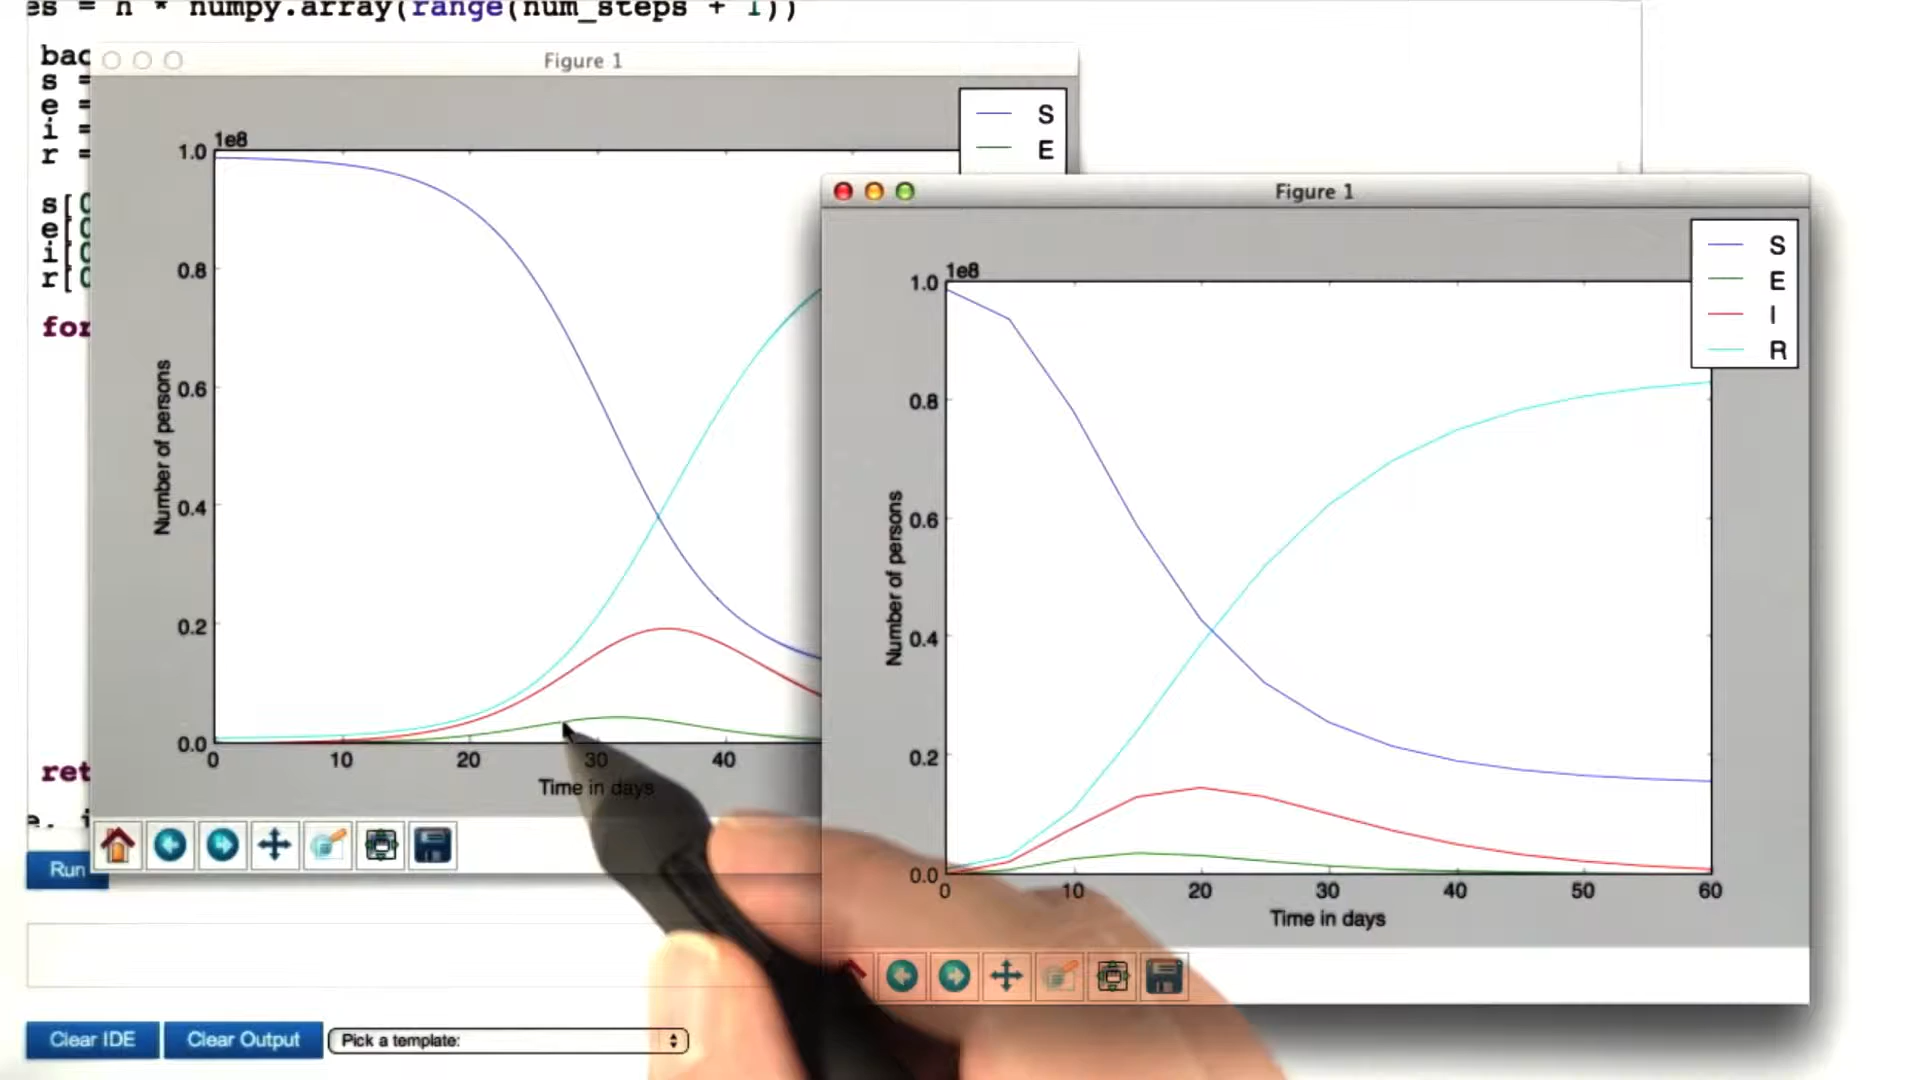 es = h * numpy.array(range(num_steps + 1))
bac
s =
e =
i =
r =
s[0
e[0
i[0
r[0
for
ret
e, i
Figure 1
S
E
1e8
1.0
0.8
0.6
0.4
0.2
0.0
0
10
20
30
40
Number of persons
Time in days
Figure 1
S
E
I
R
1e8
1.0
0.8
0.6
0.4
0.2
0.0
0
10
20
30
40
50
60
Number of persons
Time in days
Run
Clear IDE
Clear Output
Pick a template: